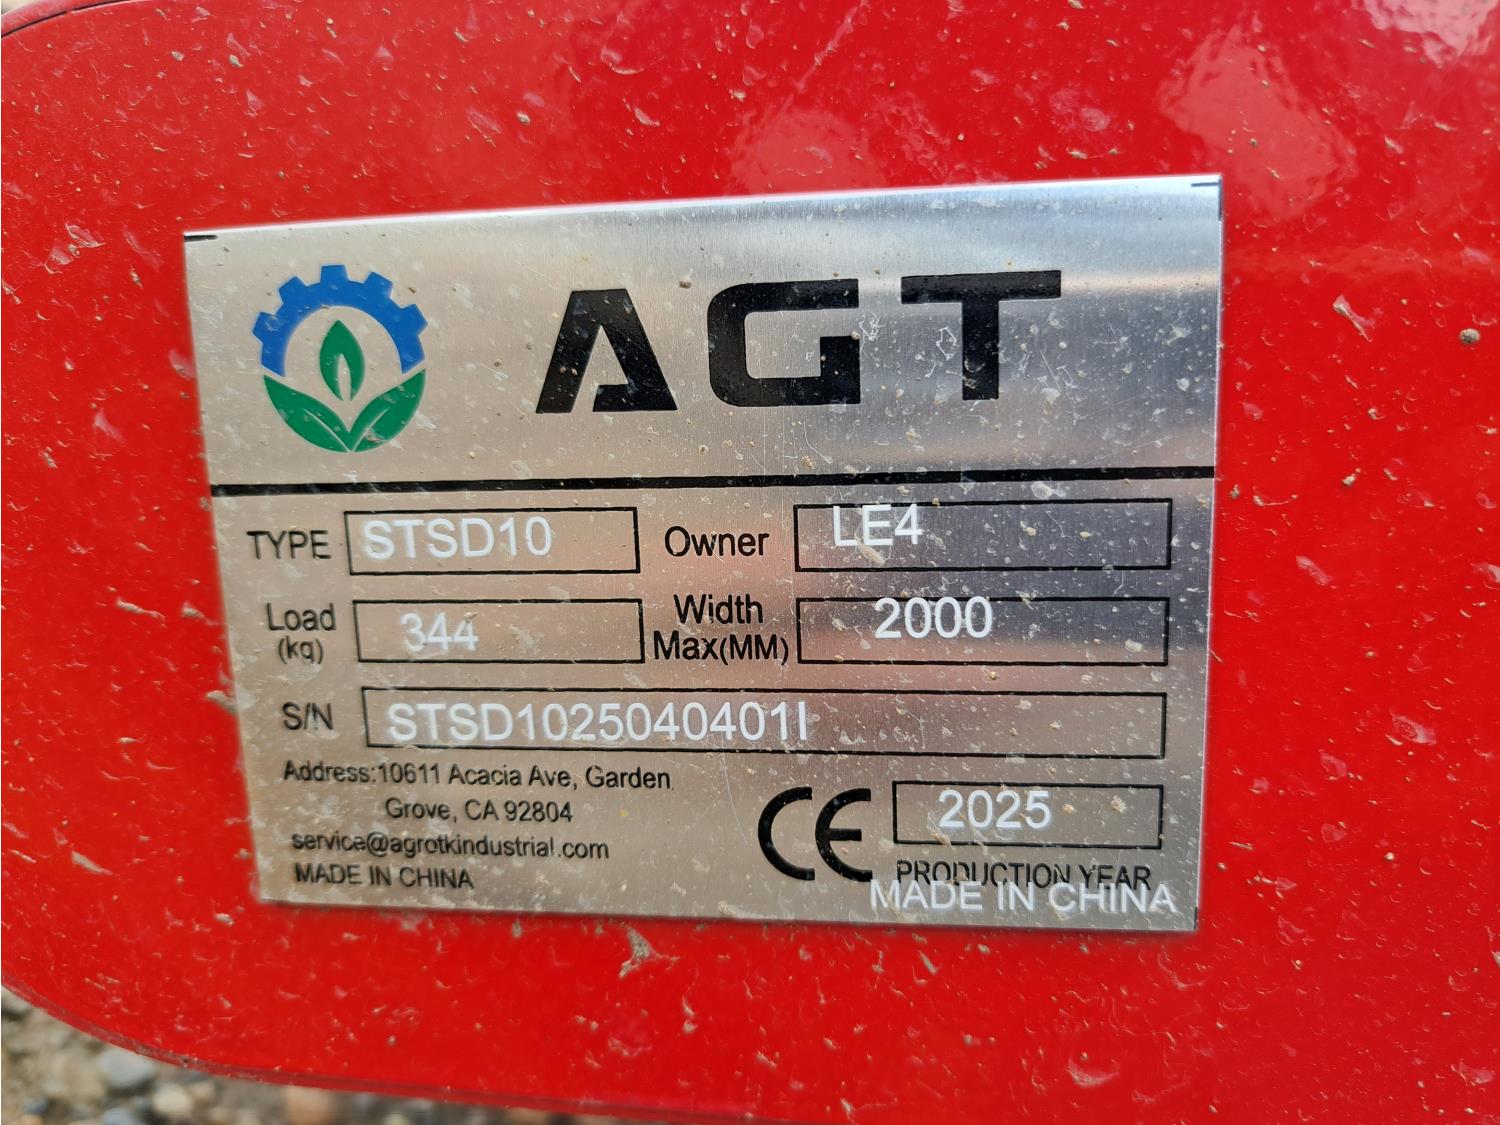 AGT
TYPE STSD10 Owner LE4
Load (kg) 344 Width Max(MM) 2000
S/N STSD1025040401I
Address:10611 Acacia Ave, Garden
Grove, CA 92804
service@agrotkindustrial.com
MADE IN CHINA
CE 2025
PRODUCTION YEAR
MADE IN CHINA